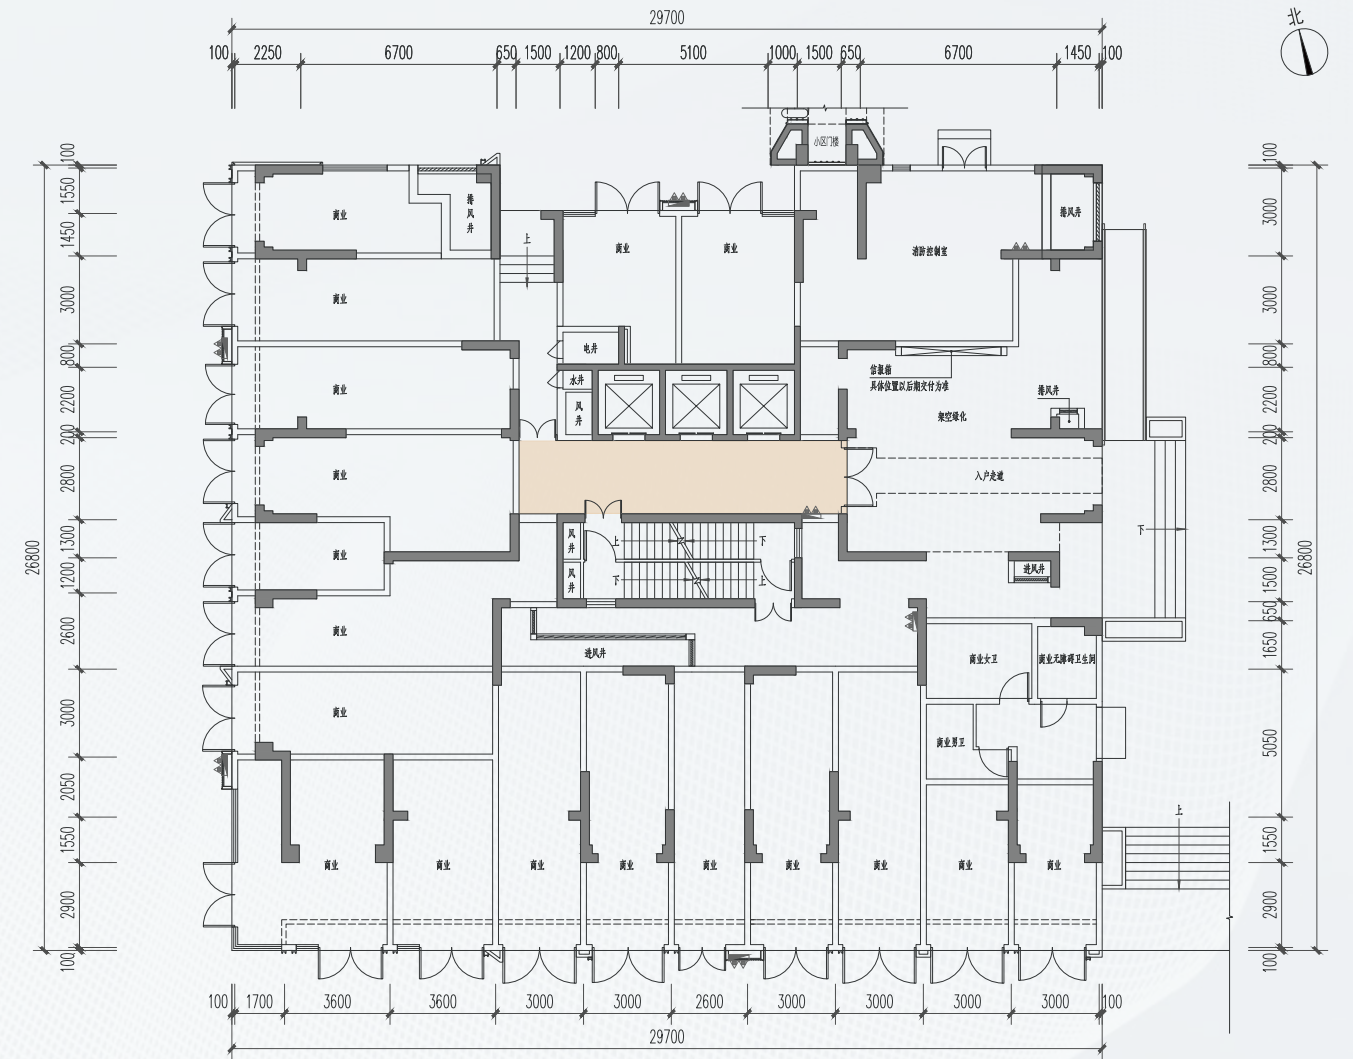 29700
北
100 2250 6700 650 1500 1200 800 5100 1000 1500 650 6700 1450 100
小区门楼
100
1550
1450
3000
800
2200
200
2800
1300
1200
2600
3000
2050
1550
2900
100
26800
100
3000
3000
800
2200
200
2800
1300
1500
650
1650
5050
1550
2900
100
26800
商业
排风井
上
商业
商业
消防控制室
排风井
商业
电井
水井
风井
信报箱
具体位置以后期交付为准
商业
排风井
架空绿化
商业
入户走道
下
商业
风井
上
下
风井
下
上
进风井
商业
进风井
商业女卫
商业无障碍卫生间
商业
商业男卫
上
商业
商业
商业
商业
商业
商业
商业
商业
商业
100 1700 3600 3600 3000 3000 2600 3000 3000 3000 3000 100
29700